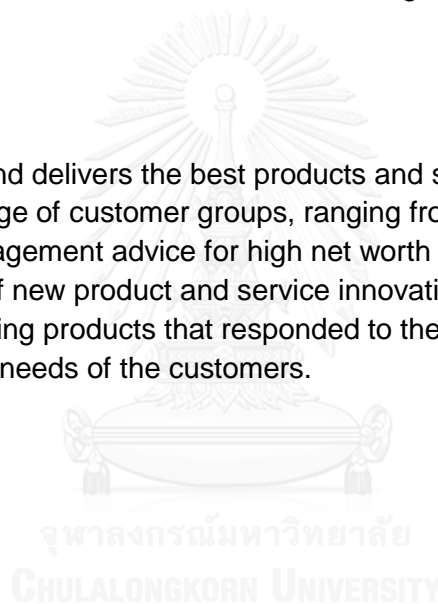 nd delivers the best products and s
ge of customer groups, ranging fro
agement advice for high net worth
f new product and service innovati
ing products that responded to the
needs of the customers.
จุฬาลงกรณ์มหาวิทยาลัย
CHULALONGKORN UNIVERSITY